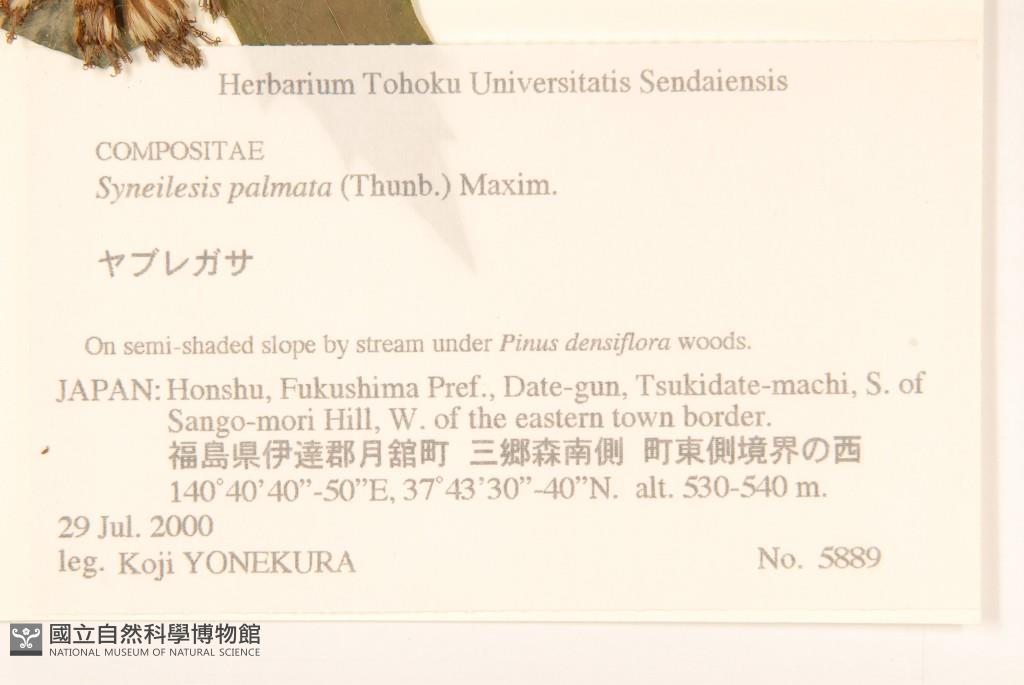 Herbarium Tohoku Universitatis Sendaiensis
COMPOSITAE
Syneilesis palmata (Thunb.) Maxim.
ヤブレガサ
On semi-shaded slope by stream under Pinus densiflora woods.
JAPAN: Honshu, Fukushima Pref., Date-gun, Tsukidate-machi, S. of
Sango-mori Hill, W. of the eastern town border.
福島県伊達郡月舘町 三郷森南側 町東側境界の西
140°40’40”-50”E, 37°43’30”-40”N. alt. 530-540 m.
29 Jul. 2000
leg. Koji YONEKURA No. 5889
國立自然科學博物館
NATIONAL MUSEUM OF NATURAL SCIENCE